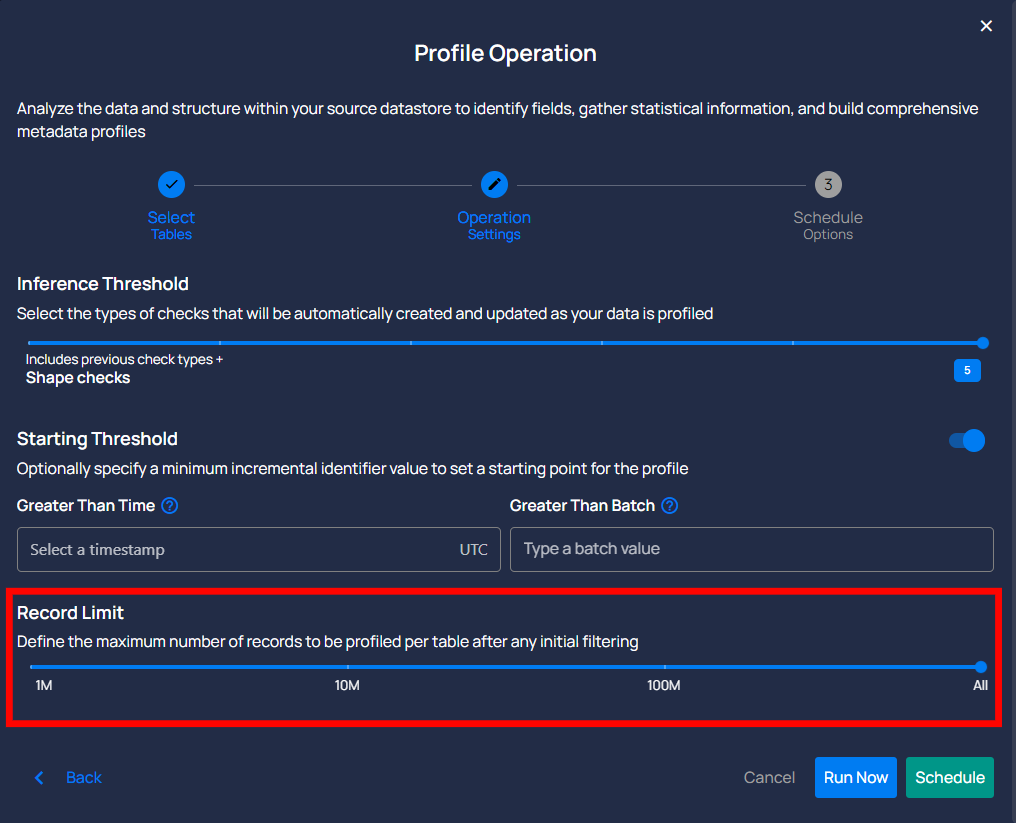 Profile Operation
Analyze the data and structure within your source datastore to identify fields, gather statistical information, and build comprehensive
metadata profiles
3
Select
Tables
Operation
Settings
Schedule
Options
Inference Threshold
Select the types of checks that will be automatically created and updated as your data is profiled
Includes previous check types +
Shape checks
5
Starting Threshold
Optionally specify a minimum incremental identifier value to set a starting point for the profile
Greater Than Time ?
Greater Than Batch ?
Select a timestamp UTC
Type a batch value
Record Limit
Define the maximum number of records to be profiled per table after any initial filtering
1M 10M 100M All
Back
Cancel
Run Now
Schedule